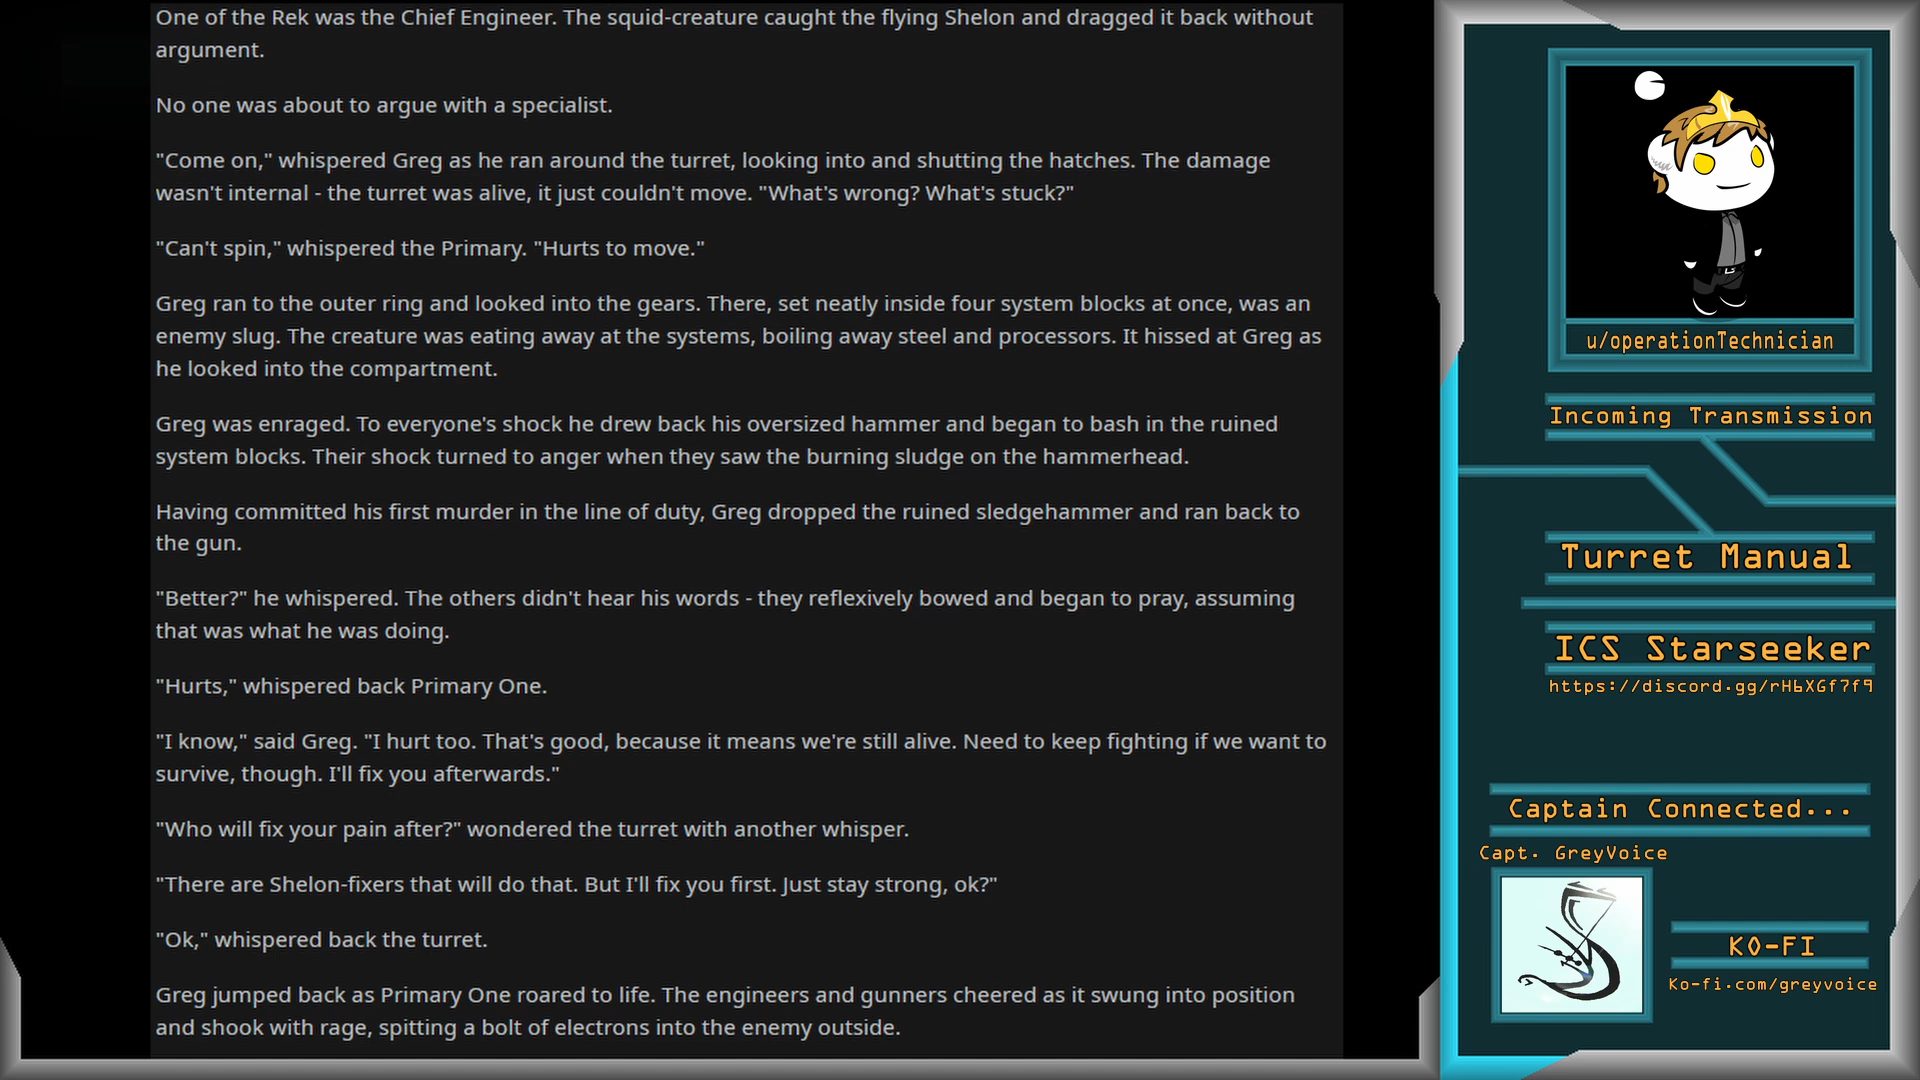 One of the Rek was the Chief Engineer. The squid-creature caught the flying Shelon and dragged it back without
argument.
No one was about to argue with a specialist.
"Come on," whispered Greg as he ran around the turret, looking into and shutting the hatches. The damage
wasn't internal - the turret was alive, it just couldn't move. "What's wrong? What's stuck?"
"Can't spin," whispered the Primary. "Hurts to move."
Greg ran to the outer ring and looked into the gears. There, set neatly inside four system blocks at once, was an
enemy slug. The creature was eating away at the systems, boiling away steel and processors. It hissed at Greg as
he looked into the compartment.
Greg was enraged. To everyone's shock he drew back his oversized hammer and began to bash in the ruined
system blocks. Their shock turned to anger when they saw the burning sludge on the hammerhead.
Having committed his first murder in the line of duty, Greg dropped the ruined sledgehammer and ran back to
the gun.
"Better?" he whispered. The others didn't hear his words - they reflexively bowed and began to pray, assuming
that was what he was doing.
"Hurts," whispered back Primary One.
"I know," said Greg. "I hurt too. That's good, because it means we're still alive. Need to keep fighting if we want to
survive, though. I'll fix you afterwards."
"Who will fix your pain after?" wondered the turret with another whisper.
"There are Shelon-fixers that will do that. But I'll fix you first. Just stay strong, ok?"
"Ok," whispered back the turret.
Greg jumped back as Primary One roared to life. The engineers and gunners cheered as it swung into position
and shook with rage, spitting a bolt of electrons into the enemy outside.
u/operationTechnician
Incoming Transmission
Turret Manual
ICS Starseeker
https://discord.gg/rH6XGf7f9
Captain Connected...
Capt. GreyVoice
KO-FI
Ko-fi.com/greyvoice